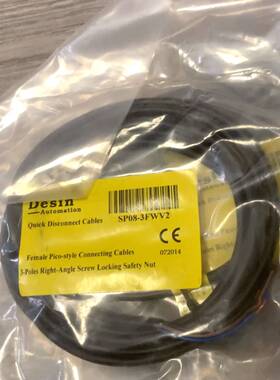 Desin
Automation
Quick Disconnect Cables
SP08-3FWV2
CE
Female Pico-style Connecting Cables
072014
3-Poles Right-Angle Screw Locking Safety Nut